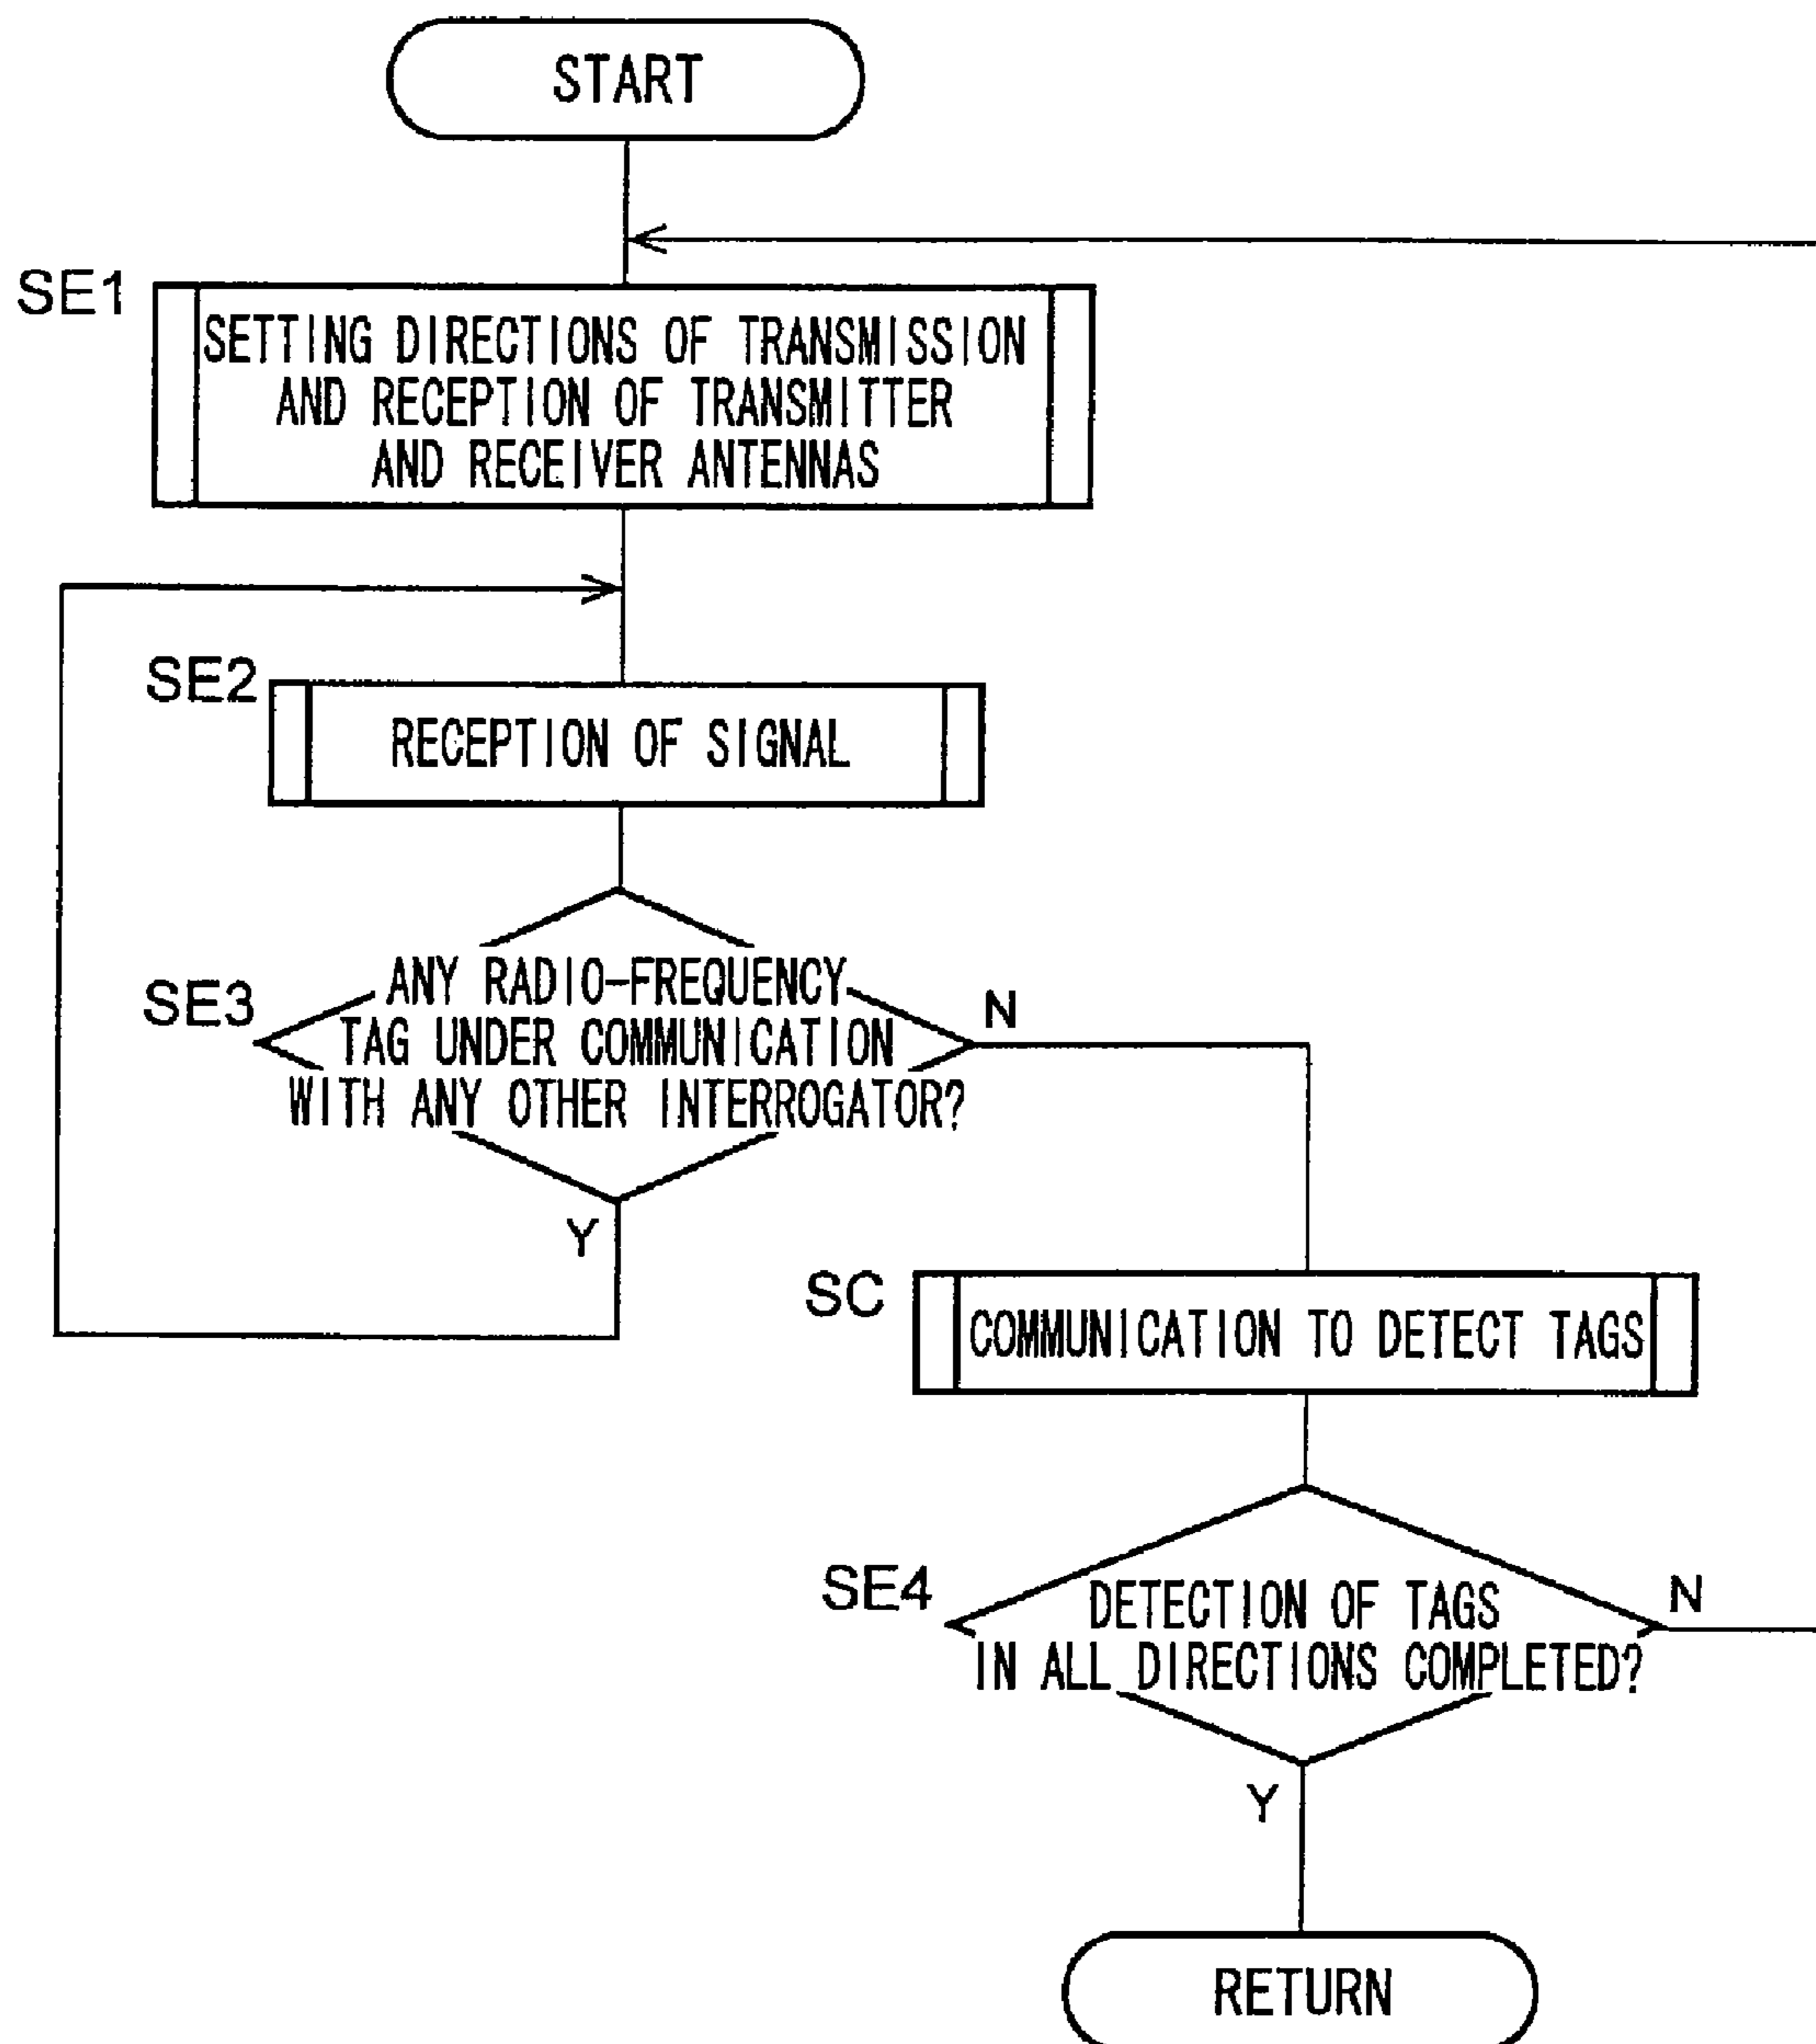 START
SE1
SETTING DIRECTIONS OF TRANSMISSION
AND RECEPTION OF TRANSMITTER
AND RECEIVER ANTENNAS
SE2
RECEPTION OF SIGNAL
SE3
ANY RADIO-FREQUENCY
TAG UNDER COMMUNICATION
WITH ANY OTHER INTERROGATOR?
N
Y
SC
COMMUNICATION TO DETECT TAGS
SE4
DETECTION OF TAGS
IN ALL DIRECTIONS COMPLETED?
N
Y
RETURN